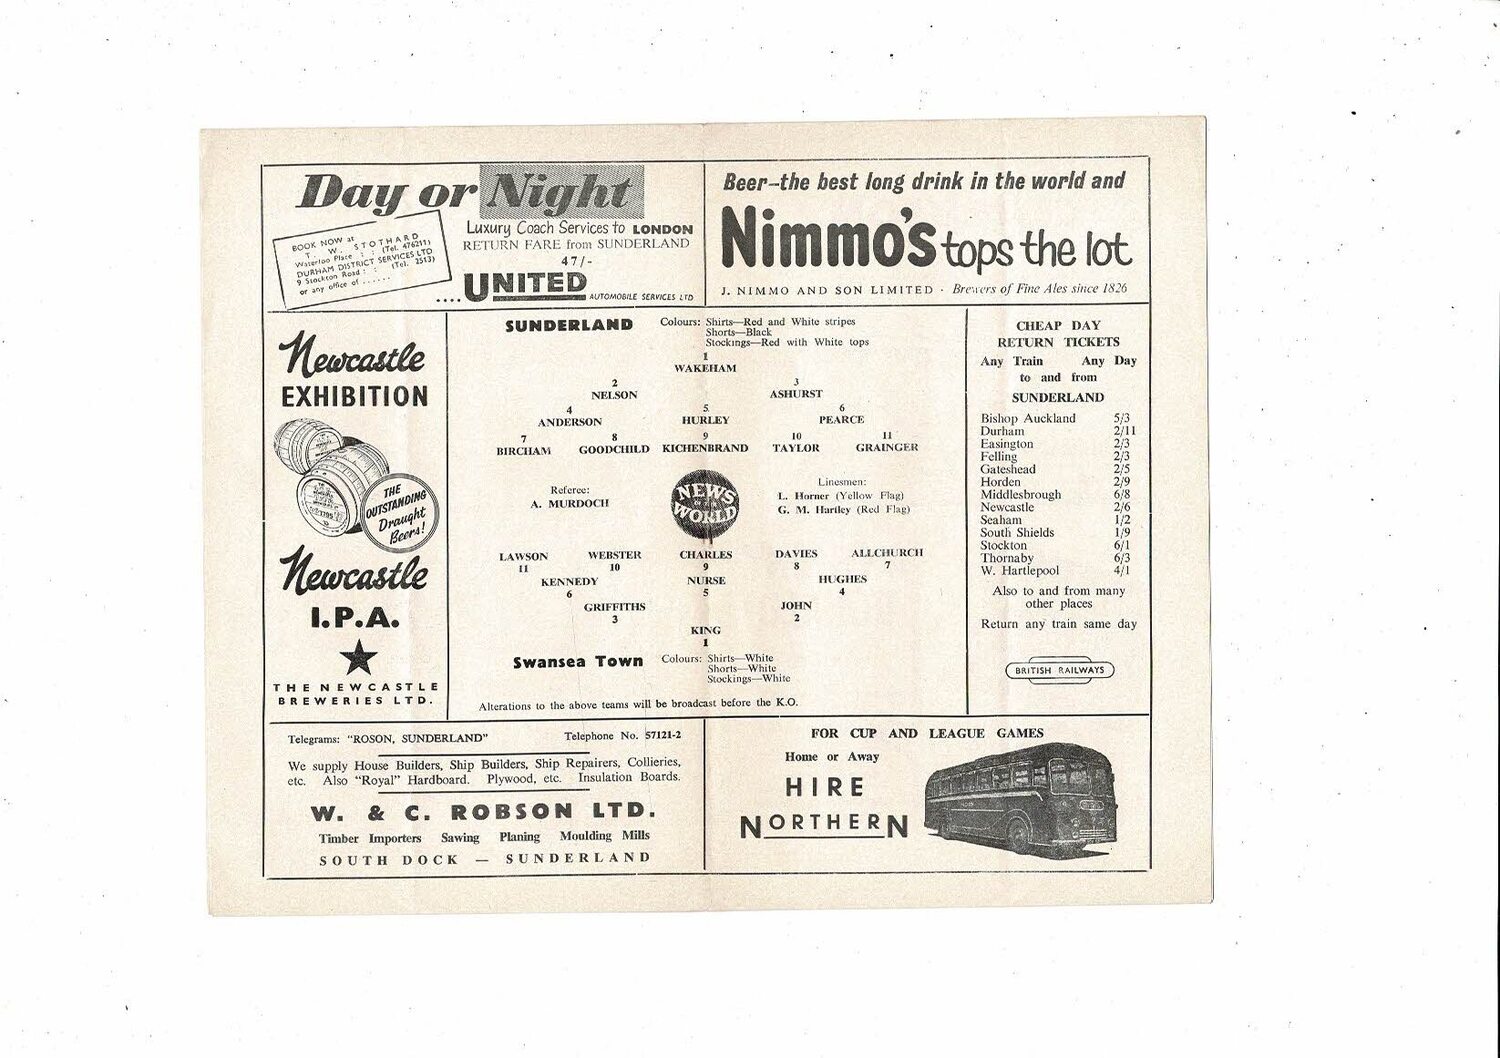 Day or Night
BOOK NOW at
T. W. STOTHARD
Waterloo Place : : (Tel. 476211)
DURHAM DISTRICT SERVICES LTD
9 Stockton Road : : (Tel. 2513)
or any office of ......
Luxury Coach Services to LONDON
RETURN FARE from SUNDERLAND
47/-
....UNITED
AUTOMOBILE SERVICES LTD
Beer—the best long drink in the world and
Nimmo's tops the lot
J. NIMMO AND SON LIMITED · Brewers of Fine Ales since 1826
Newcastle
EXHIBITION
THE
OUTSTANDING
Draught
Beers!
Newcastle
I.P.A.
THE NEWCASTLE
BREWERIES LTD.
SUNDERLAND Colours: Shirts—Red and White stripes
Shorts—Black
Stockings—Red with White tops
1
WAKEHAM
2 3
NELSON ASHURST
4 5 6
ANDERSON HURLEY PEARCE
7 8 9 10 11
BIRCHAM GOODCHILD KICHENBRAND TAYLOR GRAINGER
Referee:
A. MURDOCH
NEWS
WORLD
Linesmen:
L. Horner (Yellow Flag)
G. M. Hartley (Red Flag)
LAWSON WEBSTER CHARLES DAVIES ALLCHURCH
11 10 9 8 7
KENNEDY NURSE HUGHES
6 5 4
GRIFFITHS JOHN
3 2
KING
1
Swansea Town Colours: Shirts—White
Shorts—White
Stockings—White
Alterations to the above teams will be broadcast before the K.O.
CHEAP DAY
RETURN TICKETS
Any Train Any Day
to and from
SUNDERLAND
Bishop Auckland 5/3
Durham 2/11
Easington 2/3
Felling 2/3
Gateshead 2/5
Horden 2/9
Middlesbrough 6/8
Newcastle 2/6
Seaham 1/2
South Shields 1/9
Stockton 6/1
Thornaby 6/3
W. Hartlepool 4/1
Also to and from many
other places
Return any train same day
BRITISH RAILWAYS
Telegrams: "ROSON, SUNDERLAND" Telephone No. 57121-2
We supply House Builders, Ship Builders, Ship Repairers, Collieries,
etc. Also "Royal" Hardboard. Plywood, etc. Insulation Boards.
W. & C. ROBSON LTD.
Timber Importers Sawing Planing Moulding Mills
SOUTH DOCK — SUNDERLAND
FOR CUP AND LEAGUE GAMES
Home or Away
HIRE
NORTHERN